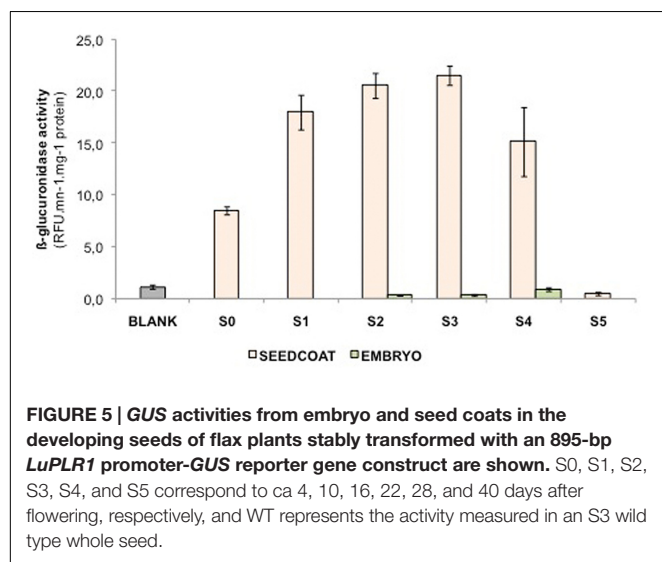 25,0
20,0
15,0
10,0
5,0
0,0
ß-glucuronidase activity
(RFU.mn-1.mg-1 protein)
BLANK S0 S1 S2 S3 S4 S5
SEEDCOAT EMBRYO
FIGURE 5 | GUS activities from embryo and seed coats in the
developing seeds of flax plants stably transformed with an 895-bp
LuPLR1 promoter-GUS reporter gene construct are shown. S0, S1, S2,
S3, S4, and S5 correspond to ca 4, 10, 16, 22, 28, and 40 days after
flowering, respectively, and WT represents the activity measured in an S3 wild
type whole seed.